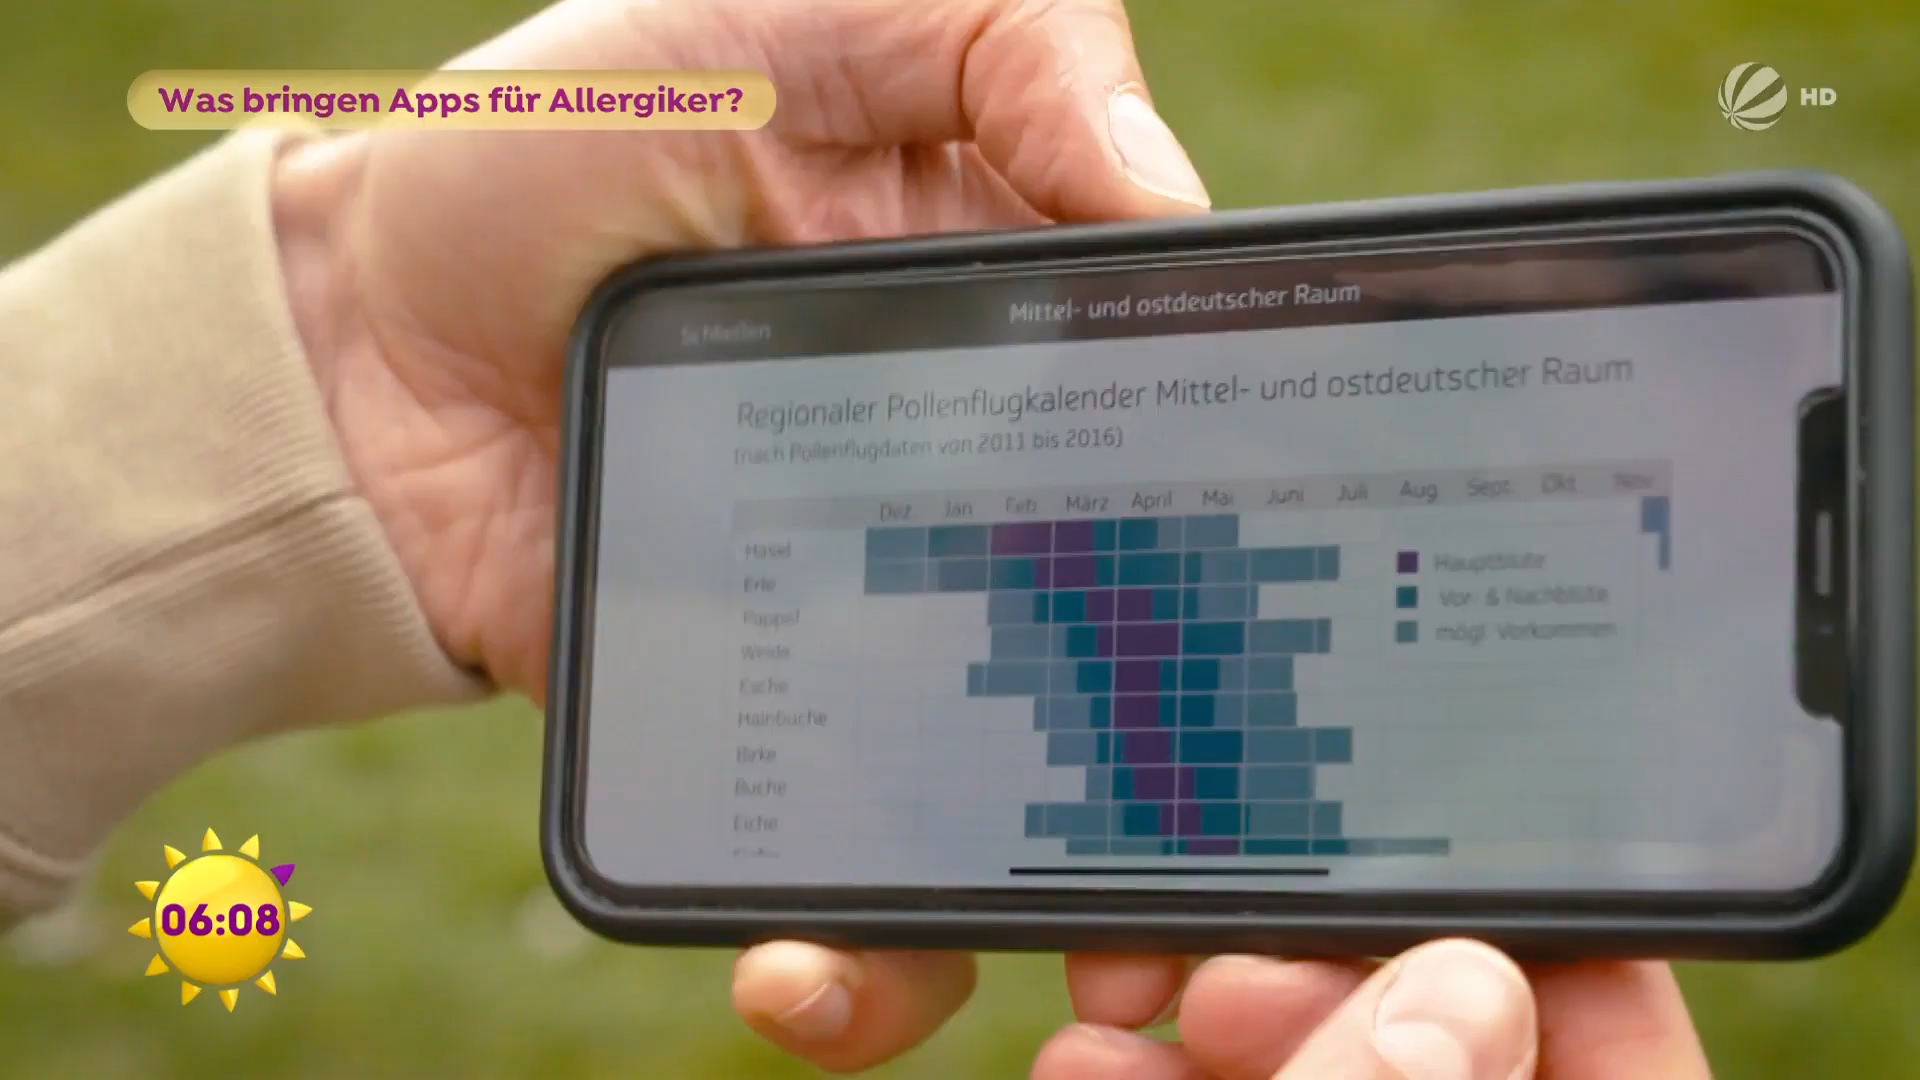 Was bringen Apps für Allergiker?
HD
Schließen
Mittel- und ostdeutscher Raum
Regionaler Pollenflugkalender Mittel- und ostdeutscher Raum
(nach Pollenflugdaten von 2011 bis 2016)
Dez Jan Feb März April Mai Juni Juli Aug Sept Okt Nov
Hasel
Erle
Pappel
Weide
Esche
Hainbuche
Birke
Buche
Eiche
Hauptblüte
Vor- & Nachblüte
mögl. Vorkommen
06:08